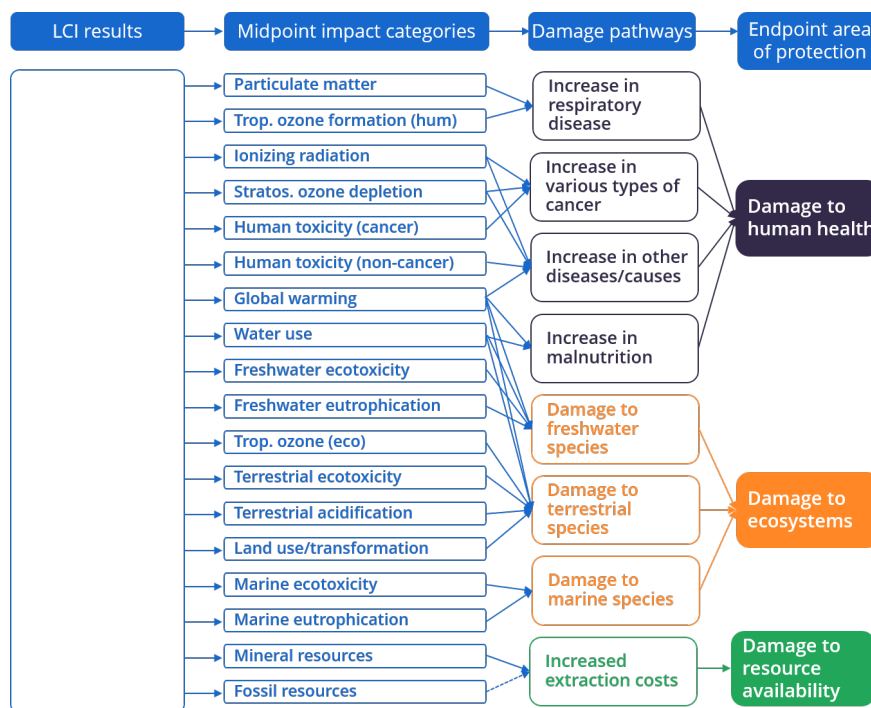 LCI results
Midpoint impact categories
Damage pathways
Endpoint area
of protection
Particulate matter
Trop. ozone formation (hum)
Ionizing radiation
Stratos. ozone depletion
Human toxicity (cancer)
Human toxicity (non-cancer)
Global warming
Water use
Freshwater ecotoxicity
Freshwater eutrophication
Trop. ozone (eco)
Terrestrial ecotoxicity
Terrestrial acidification
Land use/transformation
Marine ecotoxicity
Marine eutrophication
Mineral resources
Fossil resources
Increase in
respiratory
disease
Increase in
various types of
cancer
Increase in other
diseases/causes
Increase in
malnutrition
Damage to
freshwater
species
Damage to
terrestrial
species
Damage to
marine species
Increased
extraction costs
Damage to
human health
Damage to
ecosystems
Damage to
resource
availability